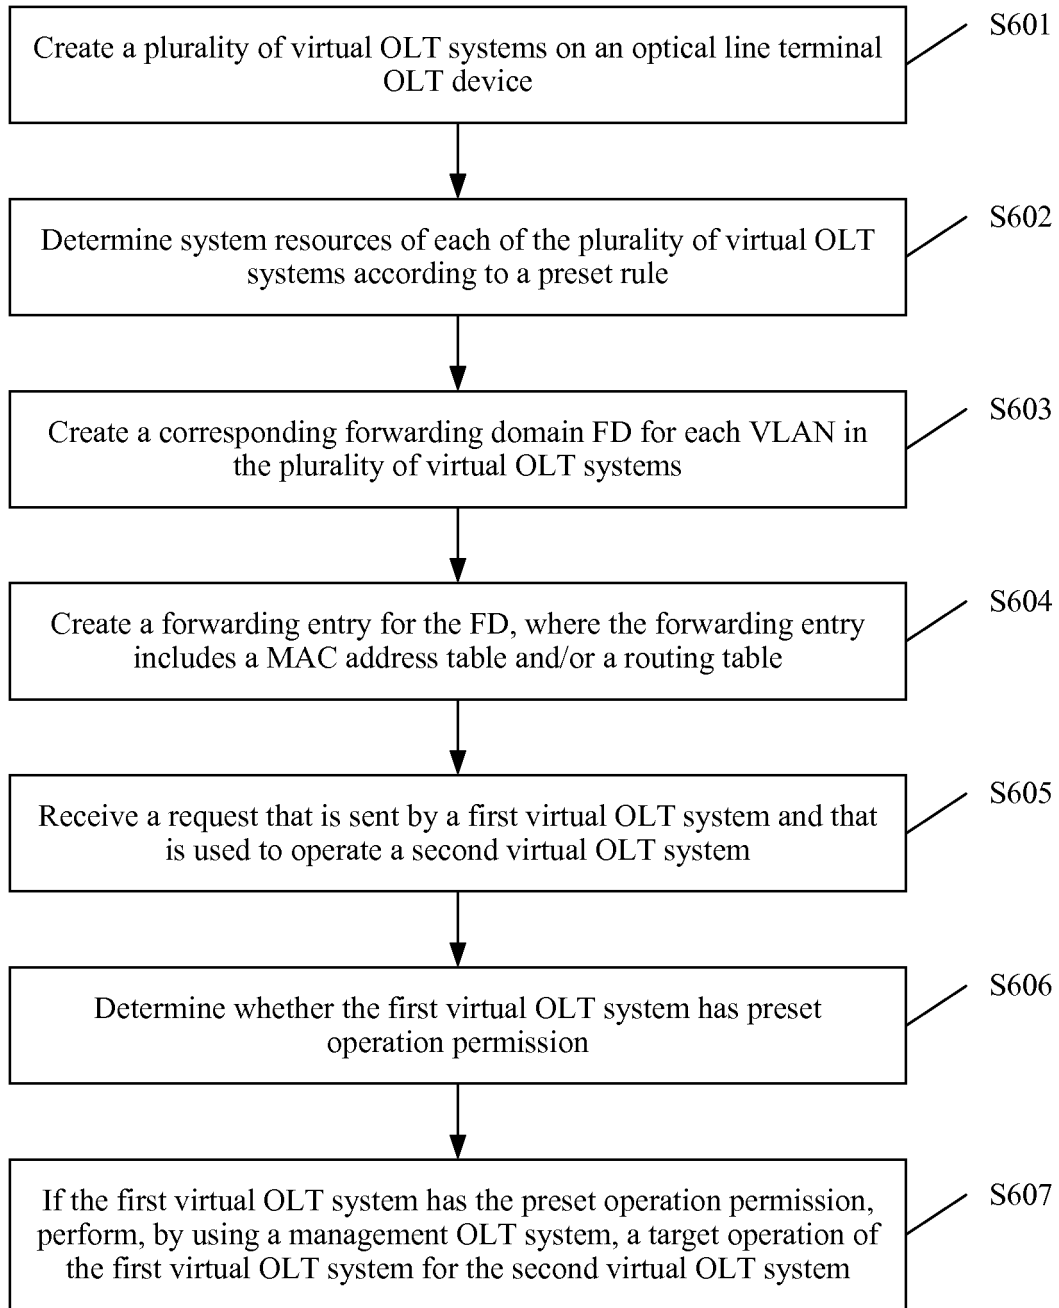 Create a plurality of virtual OLT systems on an optical line terminal
OLT device
S601
Determine system resources of each of the plurality of virtual OLT
systems according to a preset rule
S602
Create a corresponding forwarding domain FD for each VLAN in
the plurality of virtual OLT systems
S603
Create a forwarding entry for the FD, where the forwarding entry
includes a MAC address table and/or a routing table
S604
Receive a request that is sent by a first virtual OLT system and that
is used to operate a second virtual OLT system
S605
Determine whether the first virtual OLT system has preset
operation permission
S606
If the first virtual OLT system has the preset operation permission,
perform, by using a management OLT system, a target operation of
the first virtual OLT system for the second virtual OLT system
S607